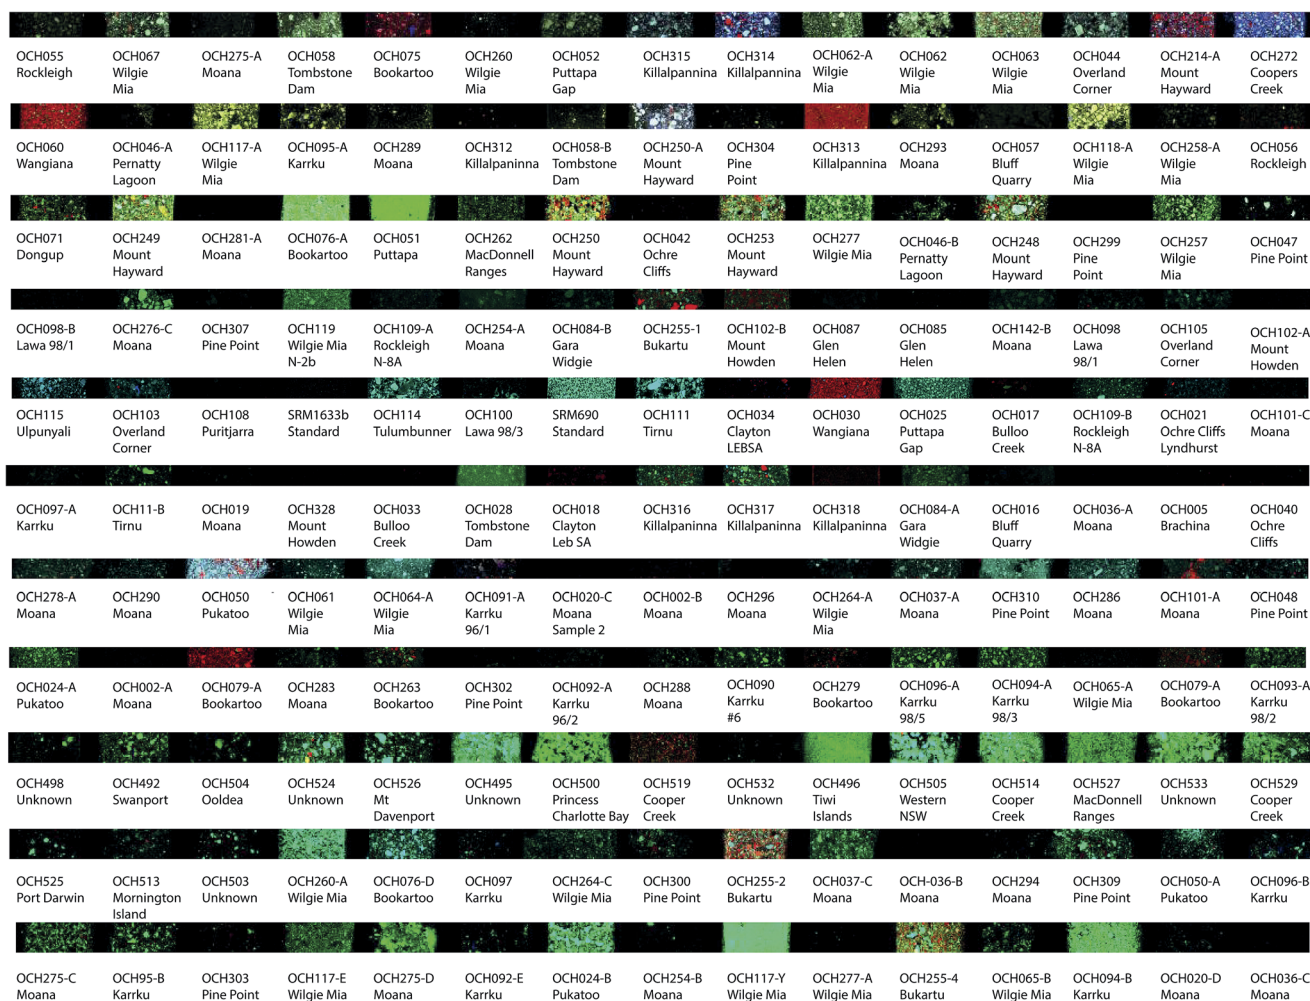 OCH055 OCH067 OCH275-A OCH058 OCH075 OCH260 OCH052 OCH315 OCH314 OCH062-A OCH062 OCH063 OCH044 OCH214-A OCH272
Rockleigh Wilgie Moana Tombstone Bookartoo Wilgie Puttapa Killalpannina Killalpannina Wilgie Wilgie Wilgie Overland Mount Coopers
Mia Dam Mia Gap Mia Mia Mia Corner Hayward Creek
OCH060 OCH046-A OCH117-A OCH095-A OCH289 OCH312 OCH058-B OCH250-A OCH304 OCH313 OCH293 OCH057 OCH118-A OCH258-A OCH056
Wangiana Pernatty Wilgie Karrku Moana Killalpaninna Tombstone Mount Pine Killalpannina Moana Bluff Wilgie Wilgie Rockleigh
Lagoon Mia Dam Hayward Point Quarry Mia Mia
OCH071 OCH249 OCH281-A OCH076-A OCH051 OCH262 OCH250 OCH042 OCH253 OCH277 OCH046-B OCH248 OCH299 OCH257 OCH047
Dongup Mount Moana Bookartoo Puttapa MacDonnell Mount Ochre Mount Wilgie Mia Pernatty Mount Pine Wilgie Pine Point
Hayward Ranges Hayward Cliffs Hayward Lagoon Hayward Point Mia
OCH098-B OCH276-C OCH307 OCH119 OCH109-A OCH254-A OCH084-B OCH255-1 OCH102-B OCH087 OCH085 OCH142-B OCH098 OCH105 OCH102-A
Lawa 98/1 Moana Pine Point Wilgie Mia Rockleigh Moana Gara Bukartu Mount Glen Glen Moana Lawa Overland Mount
N-2b N-8A Widgie Howden Helen Helen 98/1 Corner Howden
OCH115 OCH103 OCH108 SRM1633b OCH114 OCH100 SRM690 OCH111 OCH034 OCH030 OCH025 OCH017 OCH109-B OCH021 OCH101-C
Ulpunyali Overland Puritjarra Standard Tulumbunner Lawa 98/3 Standard Tirnu Clayton Wangiana Puttapa Bulloo Rockleigh Ochre Cliffs Moana
Corner LEBSA Gap Creek N-8A Lyndhurst
OCH097-A OCH11-B OCH019 OCH328 OCH033 OCH028 OCH018 OCH316 OCH317 OCH318 OCH084-A OCH016 OCH036-A OCH005 OCH040
Karrku Tirnu Moana Mount Bulloo Tombstone Clayton Killalpaninna Killalpaninna Killalpaninna Gara Bluff Moana Brachina Ochre
Howden Creek Dam Leb SA Widgie Quarry Cliffs
OCH278-A OCH290 OCH050 OCH061 OCH064-A OCH091-A OCH020-C OCH002-B OCH296 OCH264-A OCH037-A OCH310 OCH286 OCH101-A OCH048
Moana Moana Pukatoo Wilgie Wilgie Karrku Moana Moana Moana Wilgie Moana Pine Point Moana Moana Pine Point
Mia Mia 96/1 Sample 2 Mia
OCH024-A OCH002-A OCH079-A OCH283 OCH263 OCH302 OCH092-A OCH288 OCH090 OCH279 OCH096-A OCH094-A OCH065-A OCH079-A OCH093-A
Pukatoo Moana Bookartoo Moana Bookartoo Pine Point Karrku Moana Karrku Bookartoo Karrku Karrku Wilgie Mia Bookartoo Karrku
96/2 #6 98/5 98/3 98/2
OCH498 OCH492 OCH504 OCH524 OCH526 OCH495 OCH500 OCH519 OCH532 OCH496 OCH505 OCH514 OCH527 OCH533 OCH529
Unknown Swanport Ooldea Unknown Mt Unknown Princess Cooper Unknown Tiwi Western Cooper MacDonnell Unknown Cooper
Davenport Charlotte Bay Creek Islands NSW Creek Ranges Creek
OCH525 OCH513 OCH503 OCH260-A OCH076-D OCH097 OCH264-C OCH300 OCH255-2 OCH037-C OCH-036-B OCH294 OCH309 OCH050-A OCH096-B
Port Darwin Mornington Unknown Wilgie Mia Bookartoo Karrku Wilgie Mia Pine Point Bukartu Moana Moana Moana Pine Point Pukatoo Karrku
Island
OCH275-C OCH95-B OCH303 OCH117-E OCH275-D OCH092-E OCH024-B OCH254-B OCH117-Y OCH277-A OCH255-4 OCH065-B OCH094-B OCH020-D OCH036-C
Moana Karrku Pine Point Wilgie Mia Moana Karrku Pukatoo Moana Wilgie Mia Wilgie Mia Bukartu Wilgie Mia Karrku Moana Moana